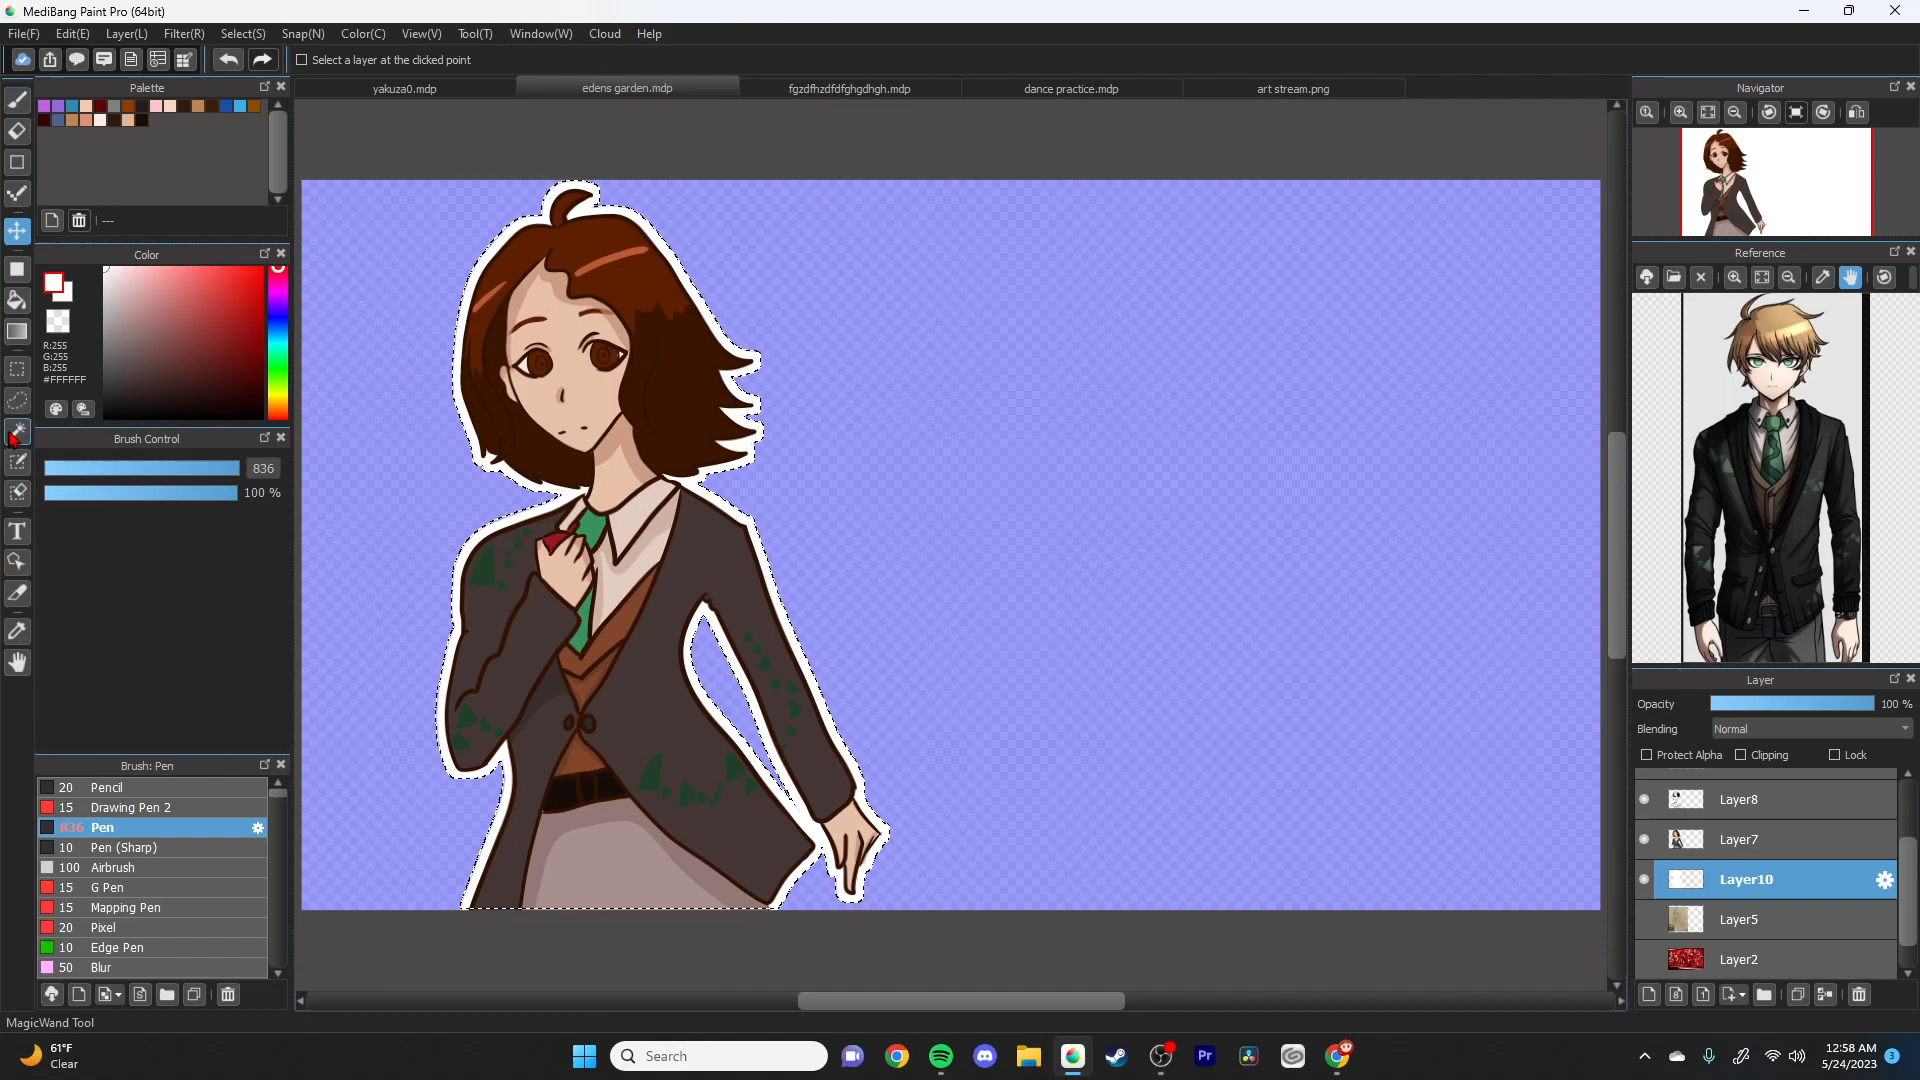 MediBang Paint Pro (64bit)
File(F) Edit(E) Layer(L) Filter(R) Select(S) Snap(N) Color(C) View(V) Tool(T) Window(W) Cloud Help
Select a layer at the clicked point
Palette
yakuza0.mdp
edens garden.mdp
fgzdfhzdfdfghgdhgh.mdp
dance practice.mdp
art stream.png
Navigator
---
Color
Reference
R:255
G:255
B:255
#FFFFFF
Brush Control
836
100 %
Layer
Opacity
100 %
Blending
Normal
Protect Alpha
Clipping
Lock
Layer8
Layer7
Layer10
Layer5
Layer2
Brush: Pen
20 Pencil
15 Drawing Pen 2
836 Pen
10 Pen (Sharp)
100 Airbrush
15 G Pen
15 Mapping Pen
20 Pixel
10 Edge Pen
50 Blur
MagicWand Tool
61°F
Clear
Search
Pr
12:58 AM
5/24/2023
3